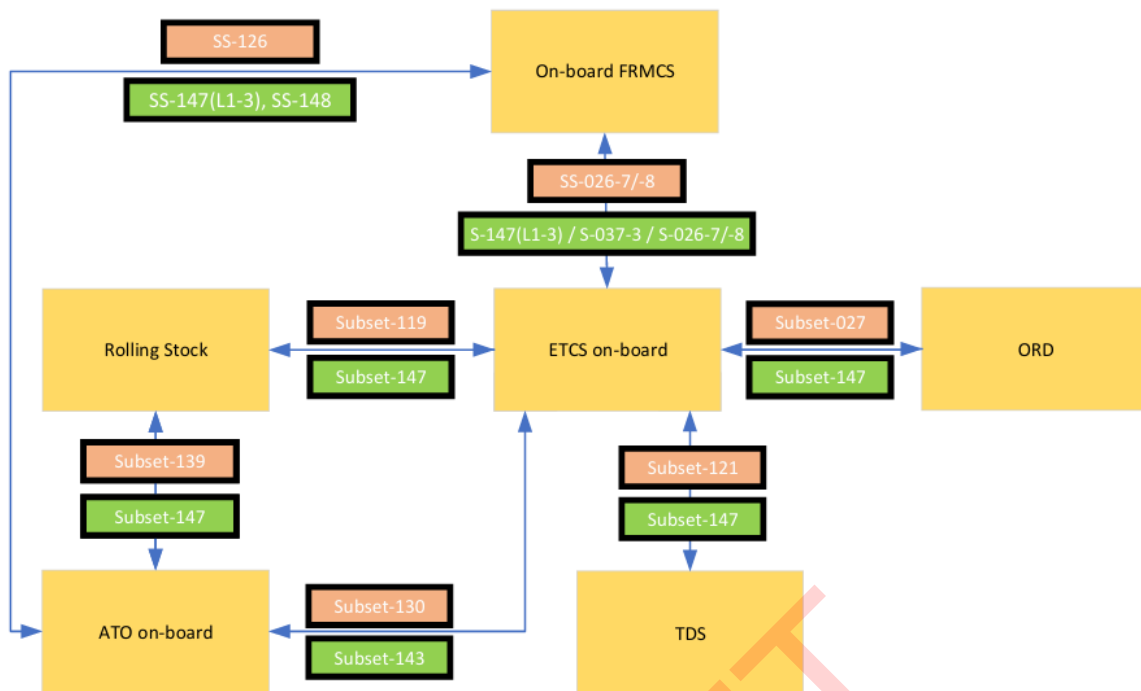 SS-126
On-board FRMCS
SS-147(L1-3), SS-148
SS-026-7/-8
S-147(L1-3) / S-037-3 / S-026-7/-8
Subset-119
Subset-027
Rolling Stock
ETCS on-board
ORD
Subset-147
Subset-147
Subset-139
Subset-121
Subset-147
Subset-147
Subset-130
ATO on-board
TDS
Subset-143